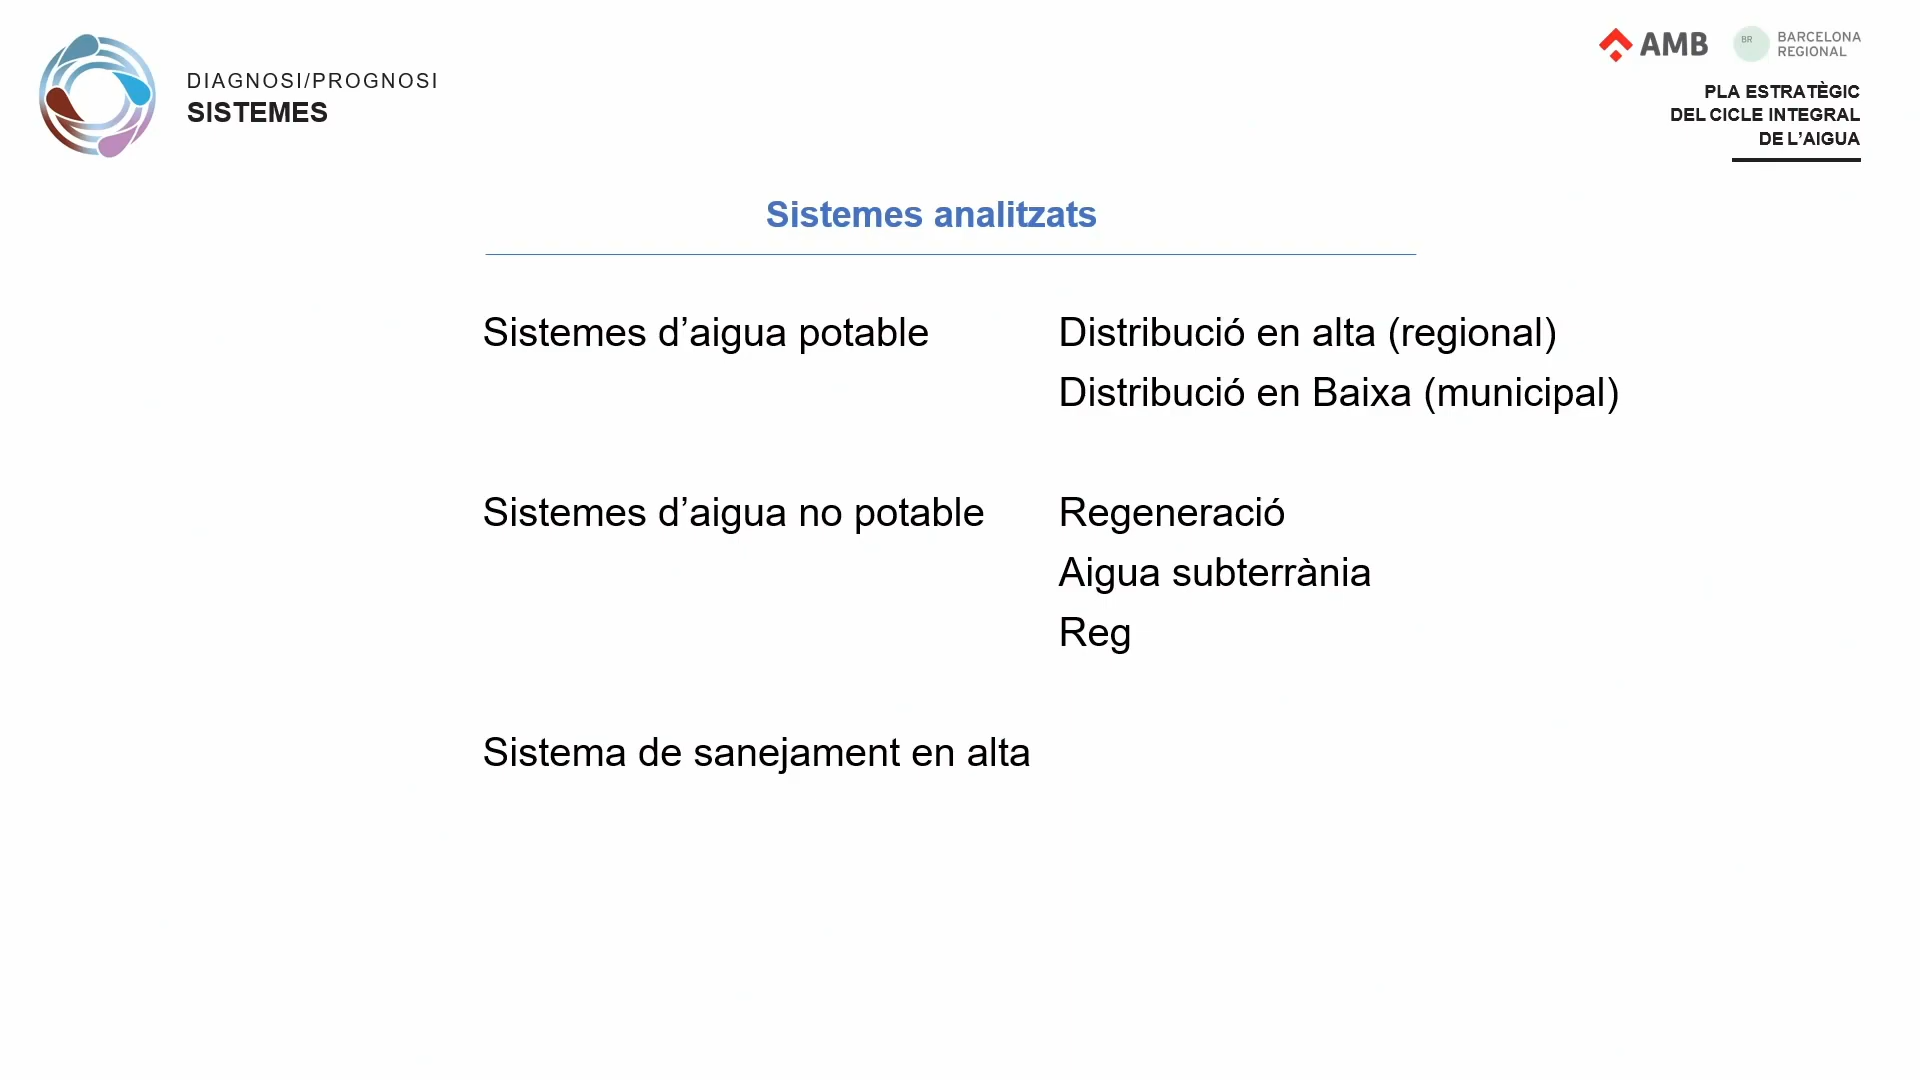 DIAGNOSI/PROGNOSI
SISTEMES
AMB
BR
BARCELONA
REGIONAL
PLA ESTRATÈGIC
DEL CICLE INTEGRAL
DE L’AIGUA
Sistemes analitzats
Sistemes d’aigua potable
Distribució en alta (regional)
Distribució en Baixa (municipal)
Sistemes d’aigua no potable
Regeneració
Aigua subterrània
Reg
Sistema de sanejament en alta